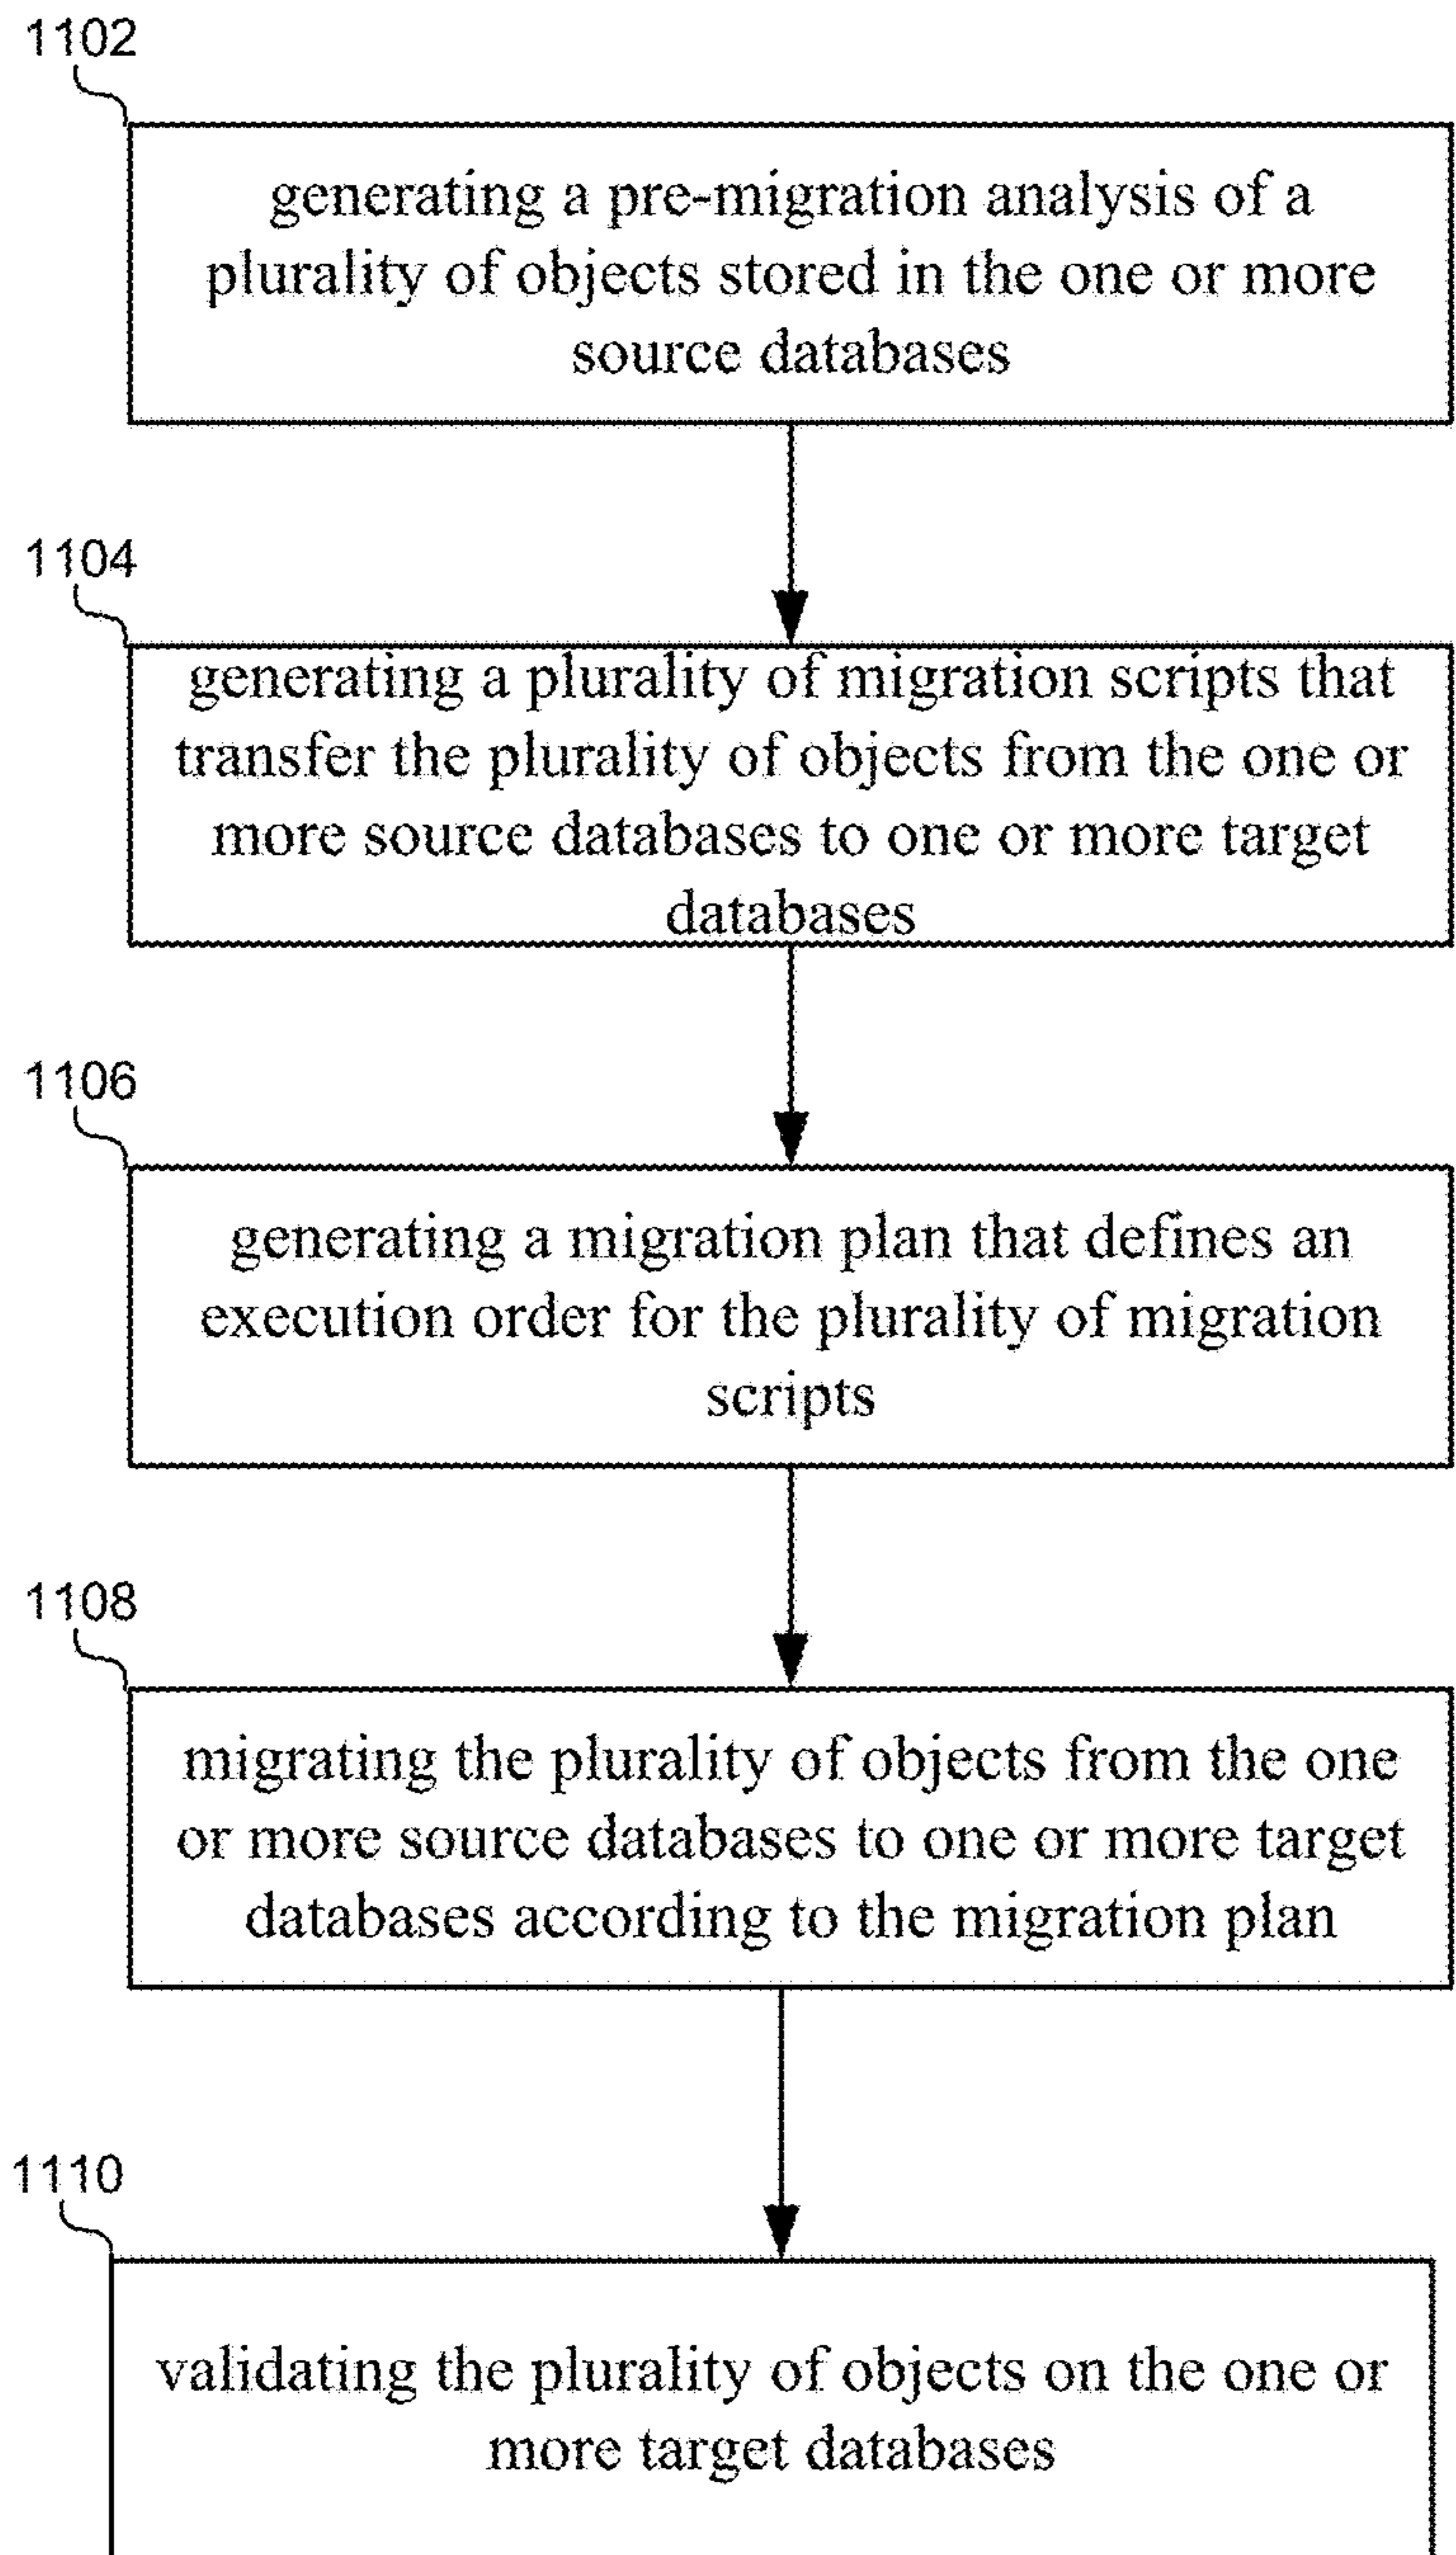 1102
generating a pre-migration analysis of a
plurality of objects stored in the one or more
source databases
1104
generating a plurality of migration scripts that
transfer the plurality of objects from the one or
more source databases to one or more target
databases
1106
generating a migration plan that defines an
execution order for the plurality of migration
scripts
1108
migrating the plurality of objects from the one
or more source databases to one or more target
databases according to the migration plan
1110
validating the plurality of objects on the one or
more target databases